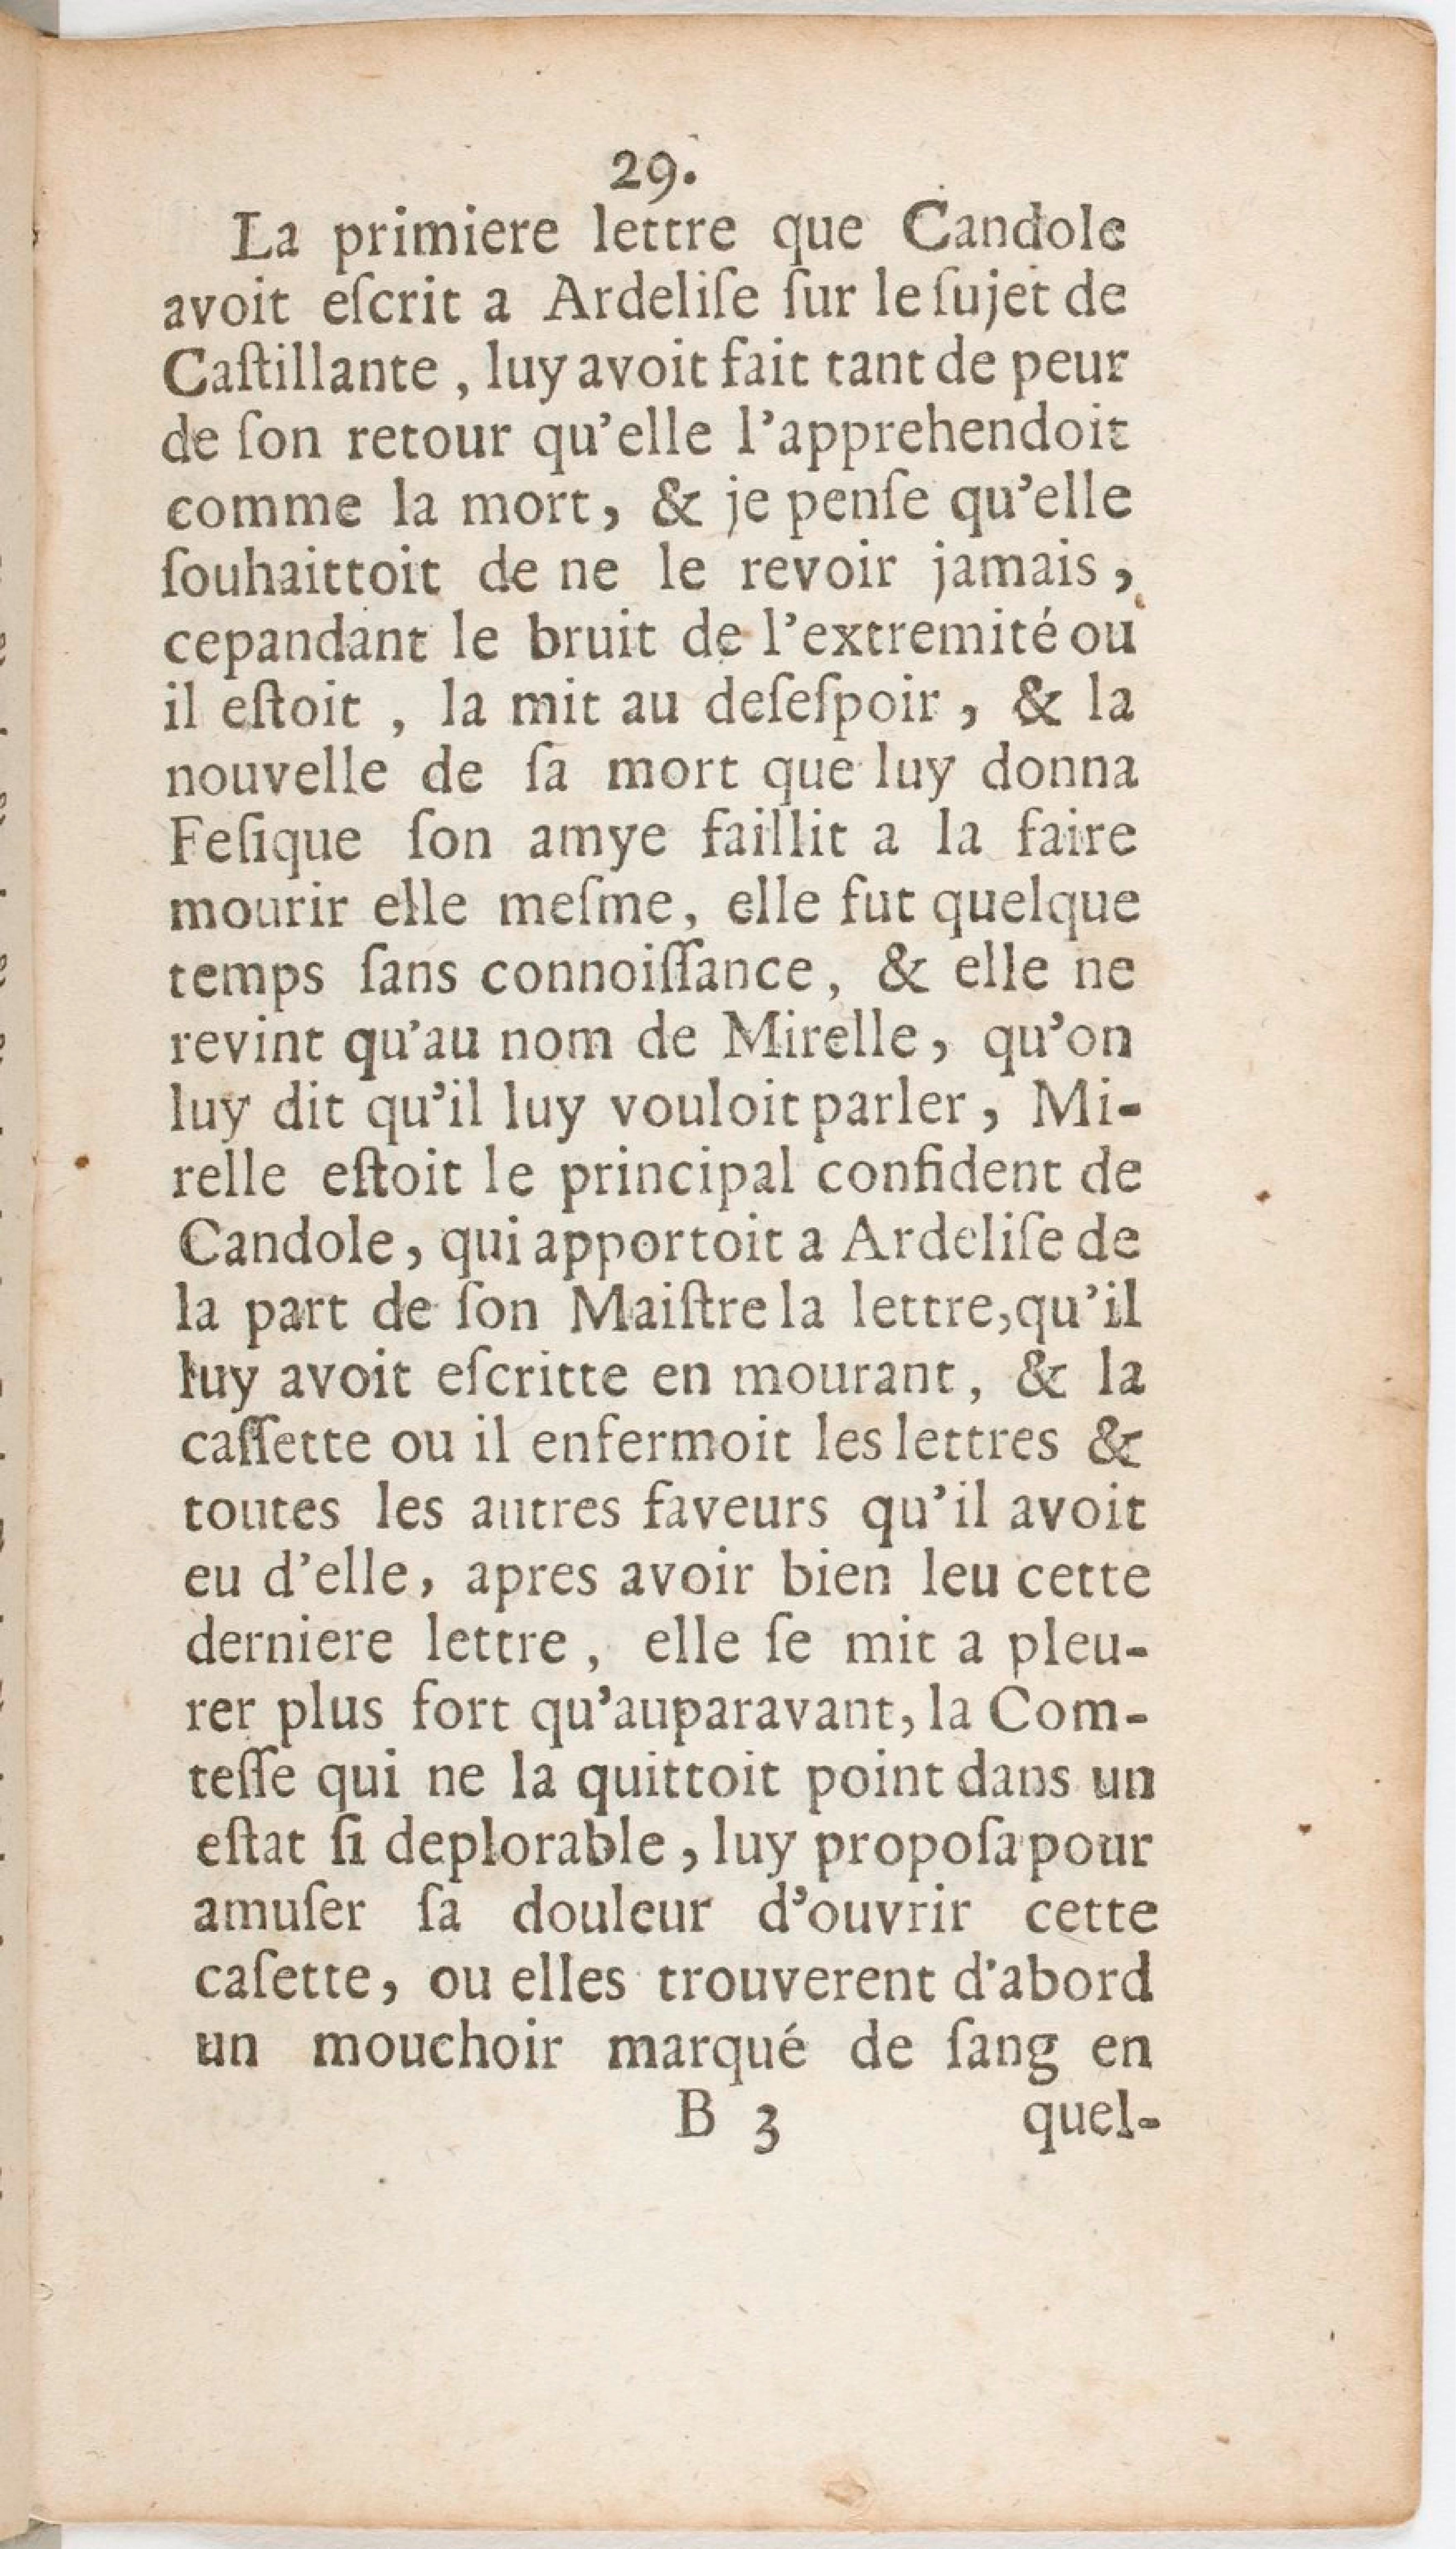 29.
La primiere lettre que Candole
avoit eſcrit a Ardeliſe ſur le ſujet de
Caſtillante , luy avoit fait tant de peur
de ſon retour qu'elle l'apprehendoit
comme la mort, & je penſe qu'elle
ſouhaittoit de ne le revoir jamais ,
cepandant le bruit de l'extremité ou
il eſtoit , la mit au deſeſpoir , & la
nouvelle de ſa mort que luy donna
Feſique ſon amye faillit a la faire
mourir elle meſme, elle fut quelque
temps ſans connoiſſance, & elle ne
revint qu'au nom de Mirelle, qu'on
luy dit qu'il luy vouloit parler , Mi-
relle eſtoit le principal confident de
Candole, qui apportoit a Ardeliſe de
la part de ſon Maiſtre la lettre,qu'il
luy avoit eſcritte en mourant, & la
caſſette ou il enfermoit les lettres &
toutes les autres faveurs qu'il avoit
eu d'elle, apres avoir bien leu cette
derniere lettre , elle ſe mit a pleu-
rer plus fort qu'auparavant, la Com-
teſſe qui ne la quittoit point dans un
eſtat ſi deplorable , luy propoſa pour
amuſer ſa douleur d'ouvrir cette
caſette, ou elles trouverent d'abord
un mouchoir marqué de ſang en
B 3 quel-